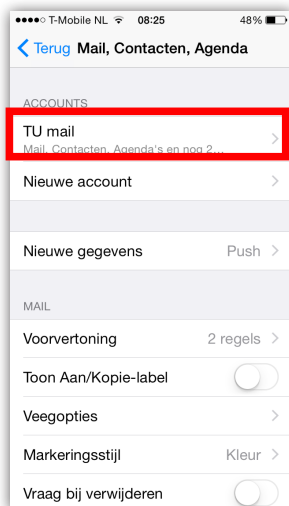 T-Mobile NL 08:25 48%
Terug Mail, Contacten, Agenda
ACCOUNTS
TU mail
Mail, Contacten, Agenda's en nog 2...
Nieuwe account
Nieuwe gegevens Push
MAIL
Voorvertoning 2 regels
Toon Aan/Kopie-label
Veegopties
Markeringsstijl Kleur
Vraag bij verwijderen